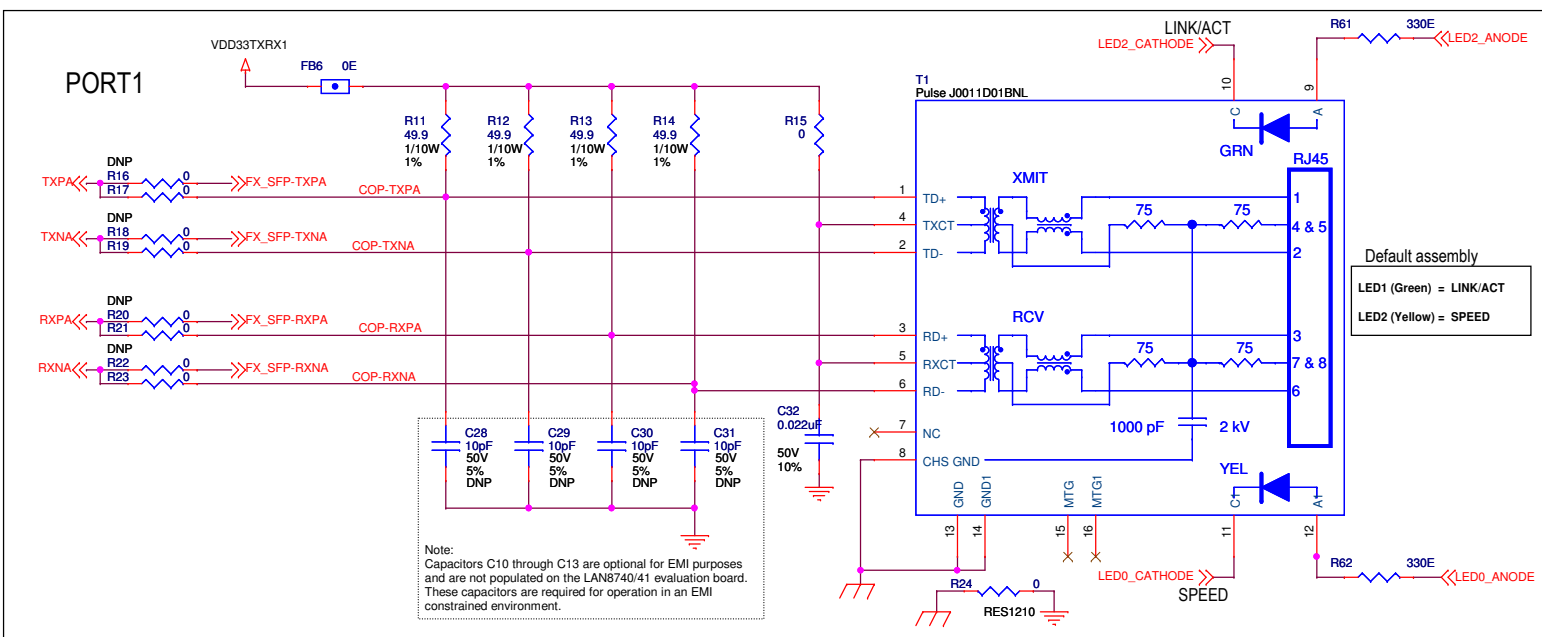 PORT1
VDD33TXRX1
FB6 0E
R11
49.9
1/10W
1%
R12
49.9
1/10W
1%
R13
49.9
1/10W
1%
R14
49.9
1/10W
1%
R15
0
DNP
TXPA R16 0 FX_SFP-TXPA
R17 0 COP-TXPA
DNP
TXNA R18 0 FX_SFP-TXNA
R19 0 COP-TXNA
DNP
RXPA R20 0 FX_SFP-RXPA
R21 0 COP-RXPA
DNP
RXNA R22 0 FX_SFP-RXNA
R23 0 COP-RXNA
C28
10pF
50V
5%
DNP
C29
10pF
50V
5%
DNP
C30
10pF
50V
5%
DNP
C31
10pF
50V
5%
DNP
C32
0.022uF
50V
10%
Note:
Capacitors C10 through C13 are optional for EMI purposes
and are not populated on the LAN8740/41 evaluation board.
These capacitors are required for operation in an EMI
constrained environment.
LINK/ACT
LED2_CATHODE
R61 330E
LED2_ANODE
T1
Pulse J0011D01BNL
10 9
C A
GRN
RJ45
XMIT
1 TD+
4 TXCT
2 TD-
75 75
1
4 & 5
2
RCV
3 RD+
5 RXCT
6 RD-
75 75
3
7 & 8
6
7 NC
8 CHS GND
1000 pF 2 kV
YEL
GND GND1 MTG MTG1 C1 A1
13 14 15 16 11 12
LED0_CATHODE
SPEED
R62 330E
LED0_ANODE
R24 0
RES1210
Default assembly
LED1 (Green) = LINK/ACT
LED2 (Yellow) = SPEED